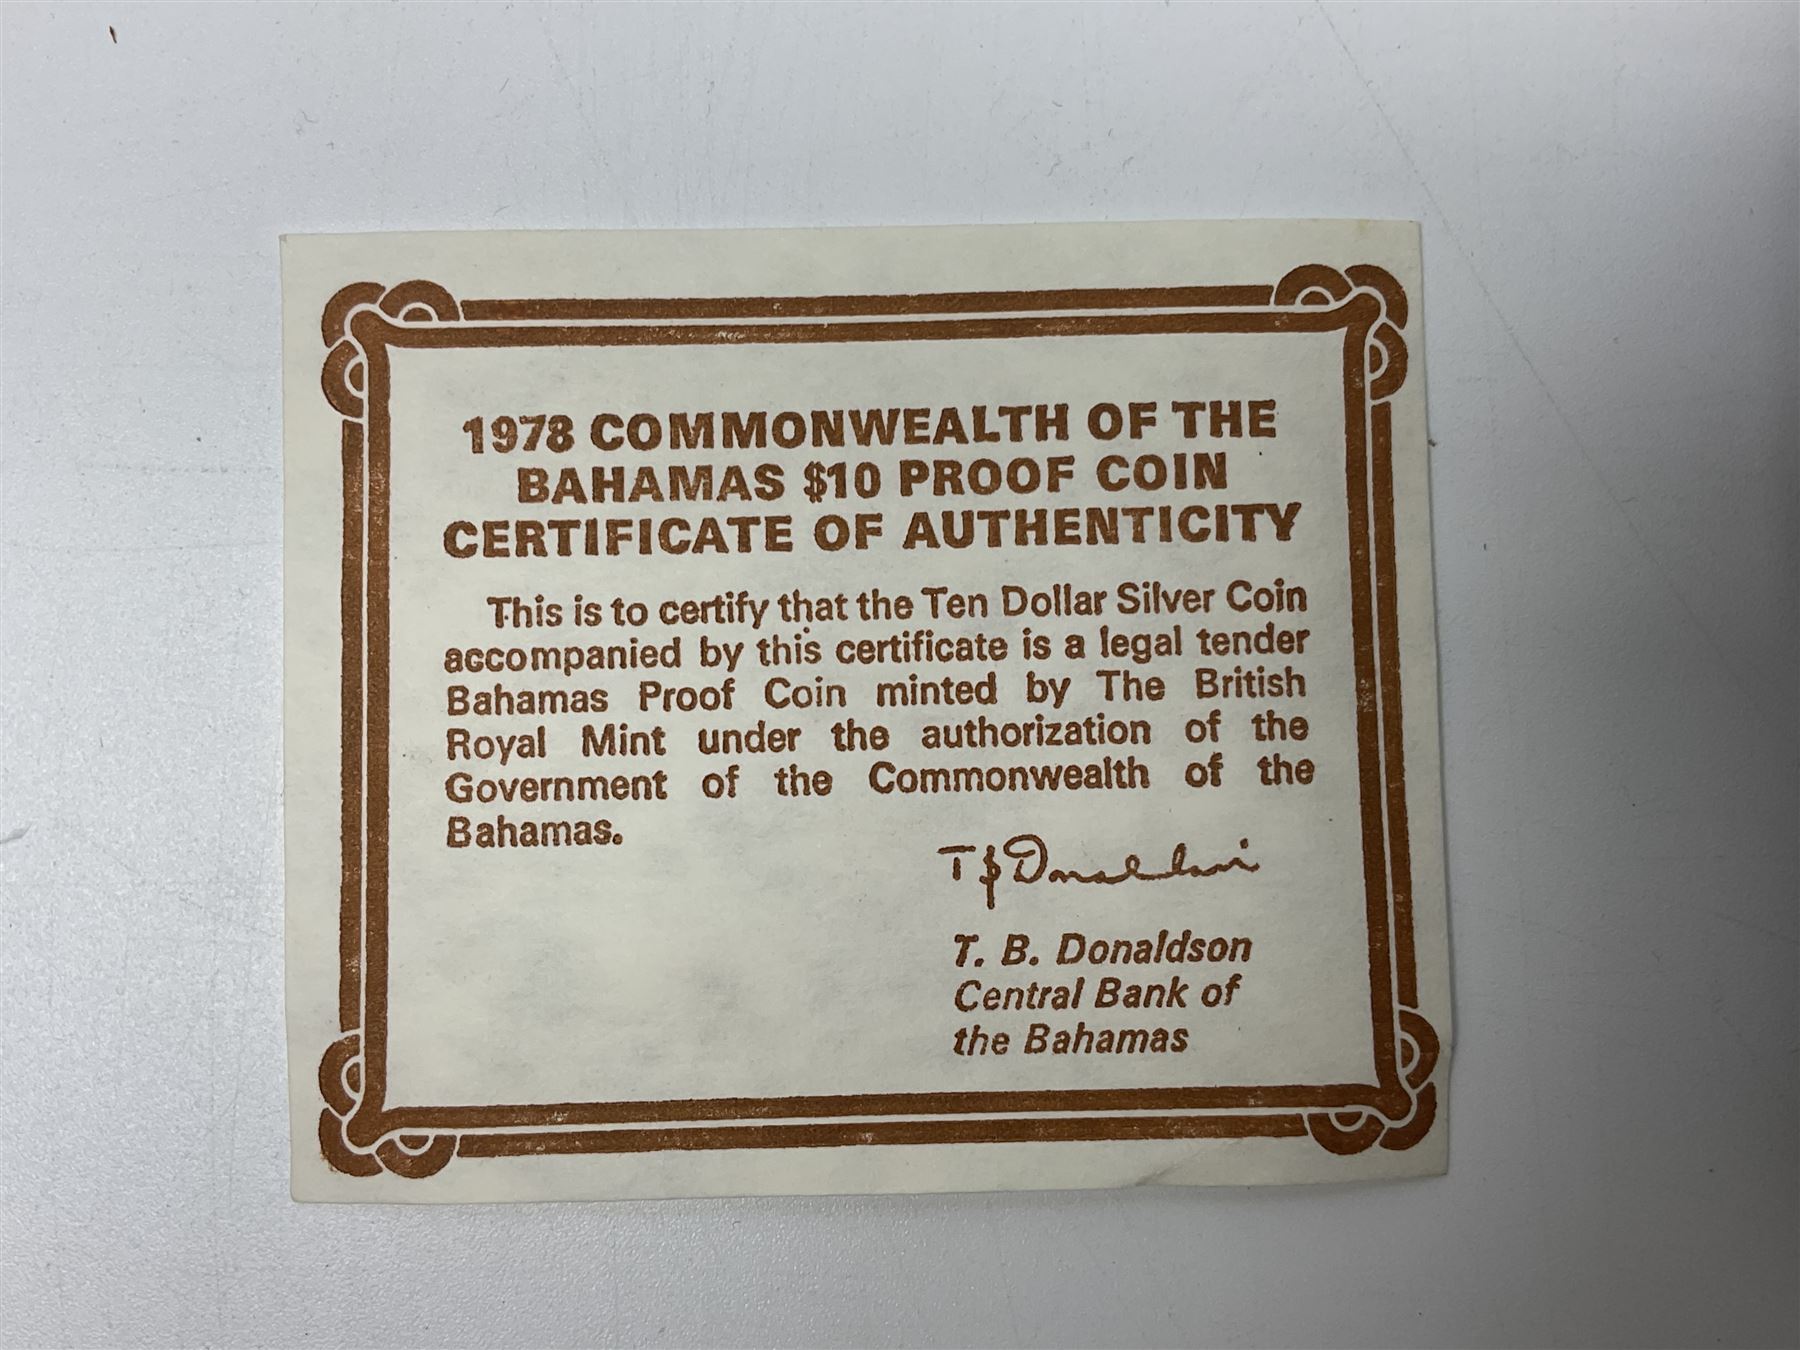 1978 COMMONWEALTH OF THE
BAHAMAS $10 PROOF COIN
CERTIFICATE OF AUTHENTICITY
This is to certify that the Ten Dollar Silver Coin
accompanied by this certificate is a legal tender
Bahamas Proof Coin minted by The British
Royal Mint under the authorization of the
Government of the Commonwealth of the
Bahamas.
T B Donaldson
T. B. Donaldson
Central Bank of
the Bahamas